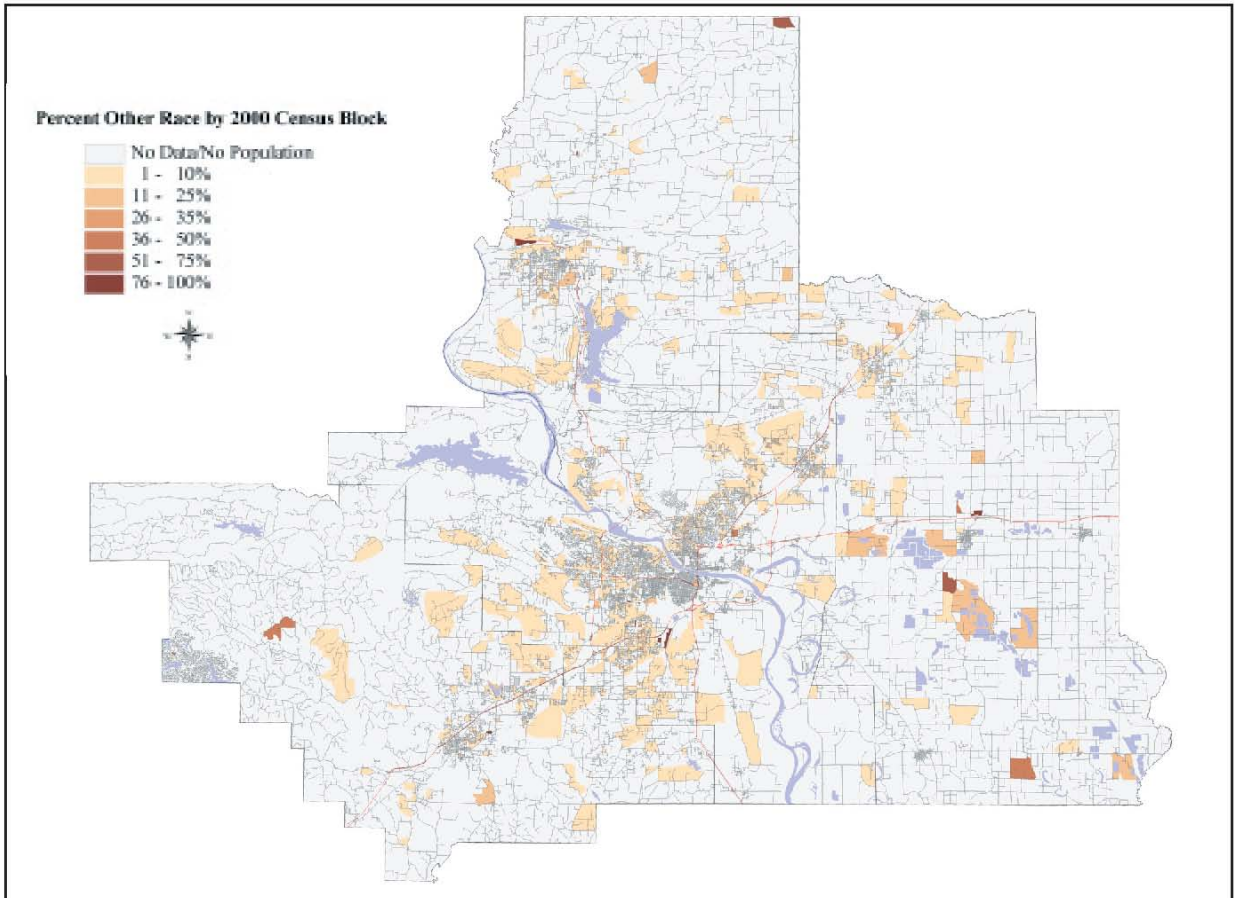 Percent Other Race by 2000 Census Block
No Data/No Population
1 - 10%
11 - 25%
26 - 35%
36 - 50%
51 - 75%
76 - 100%